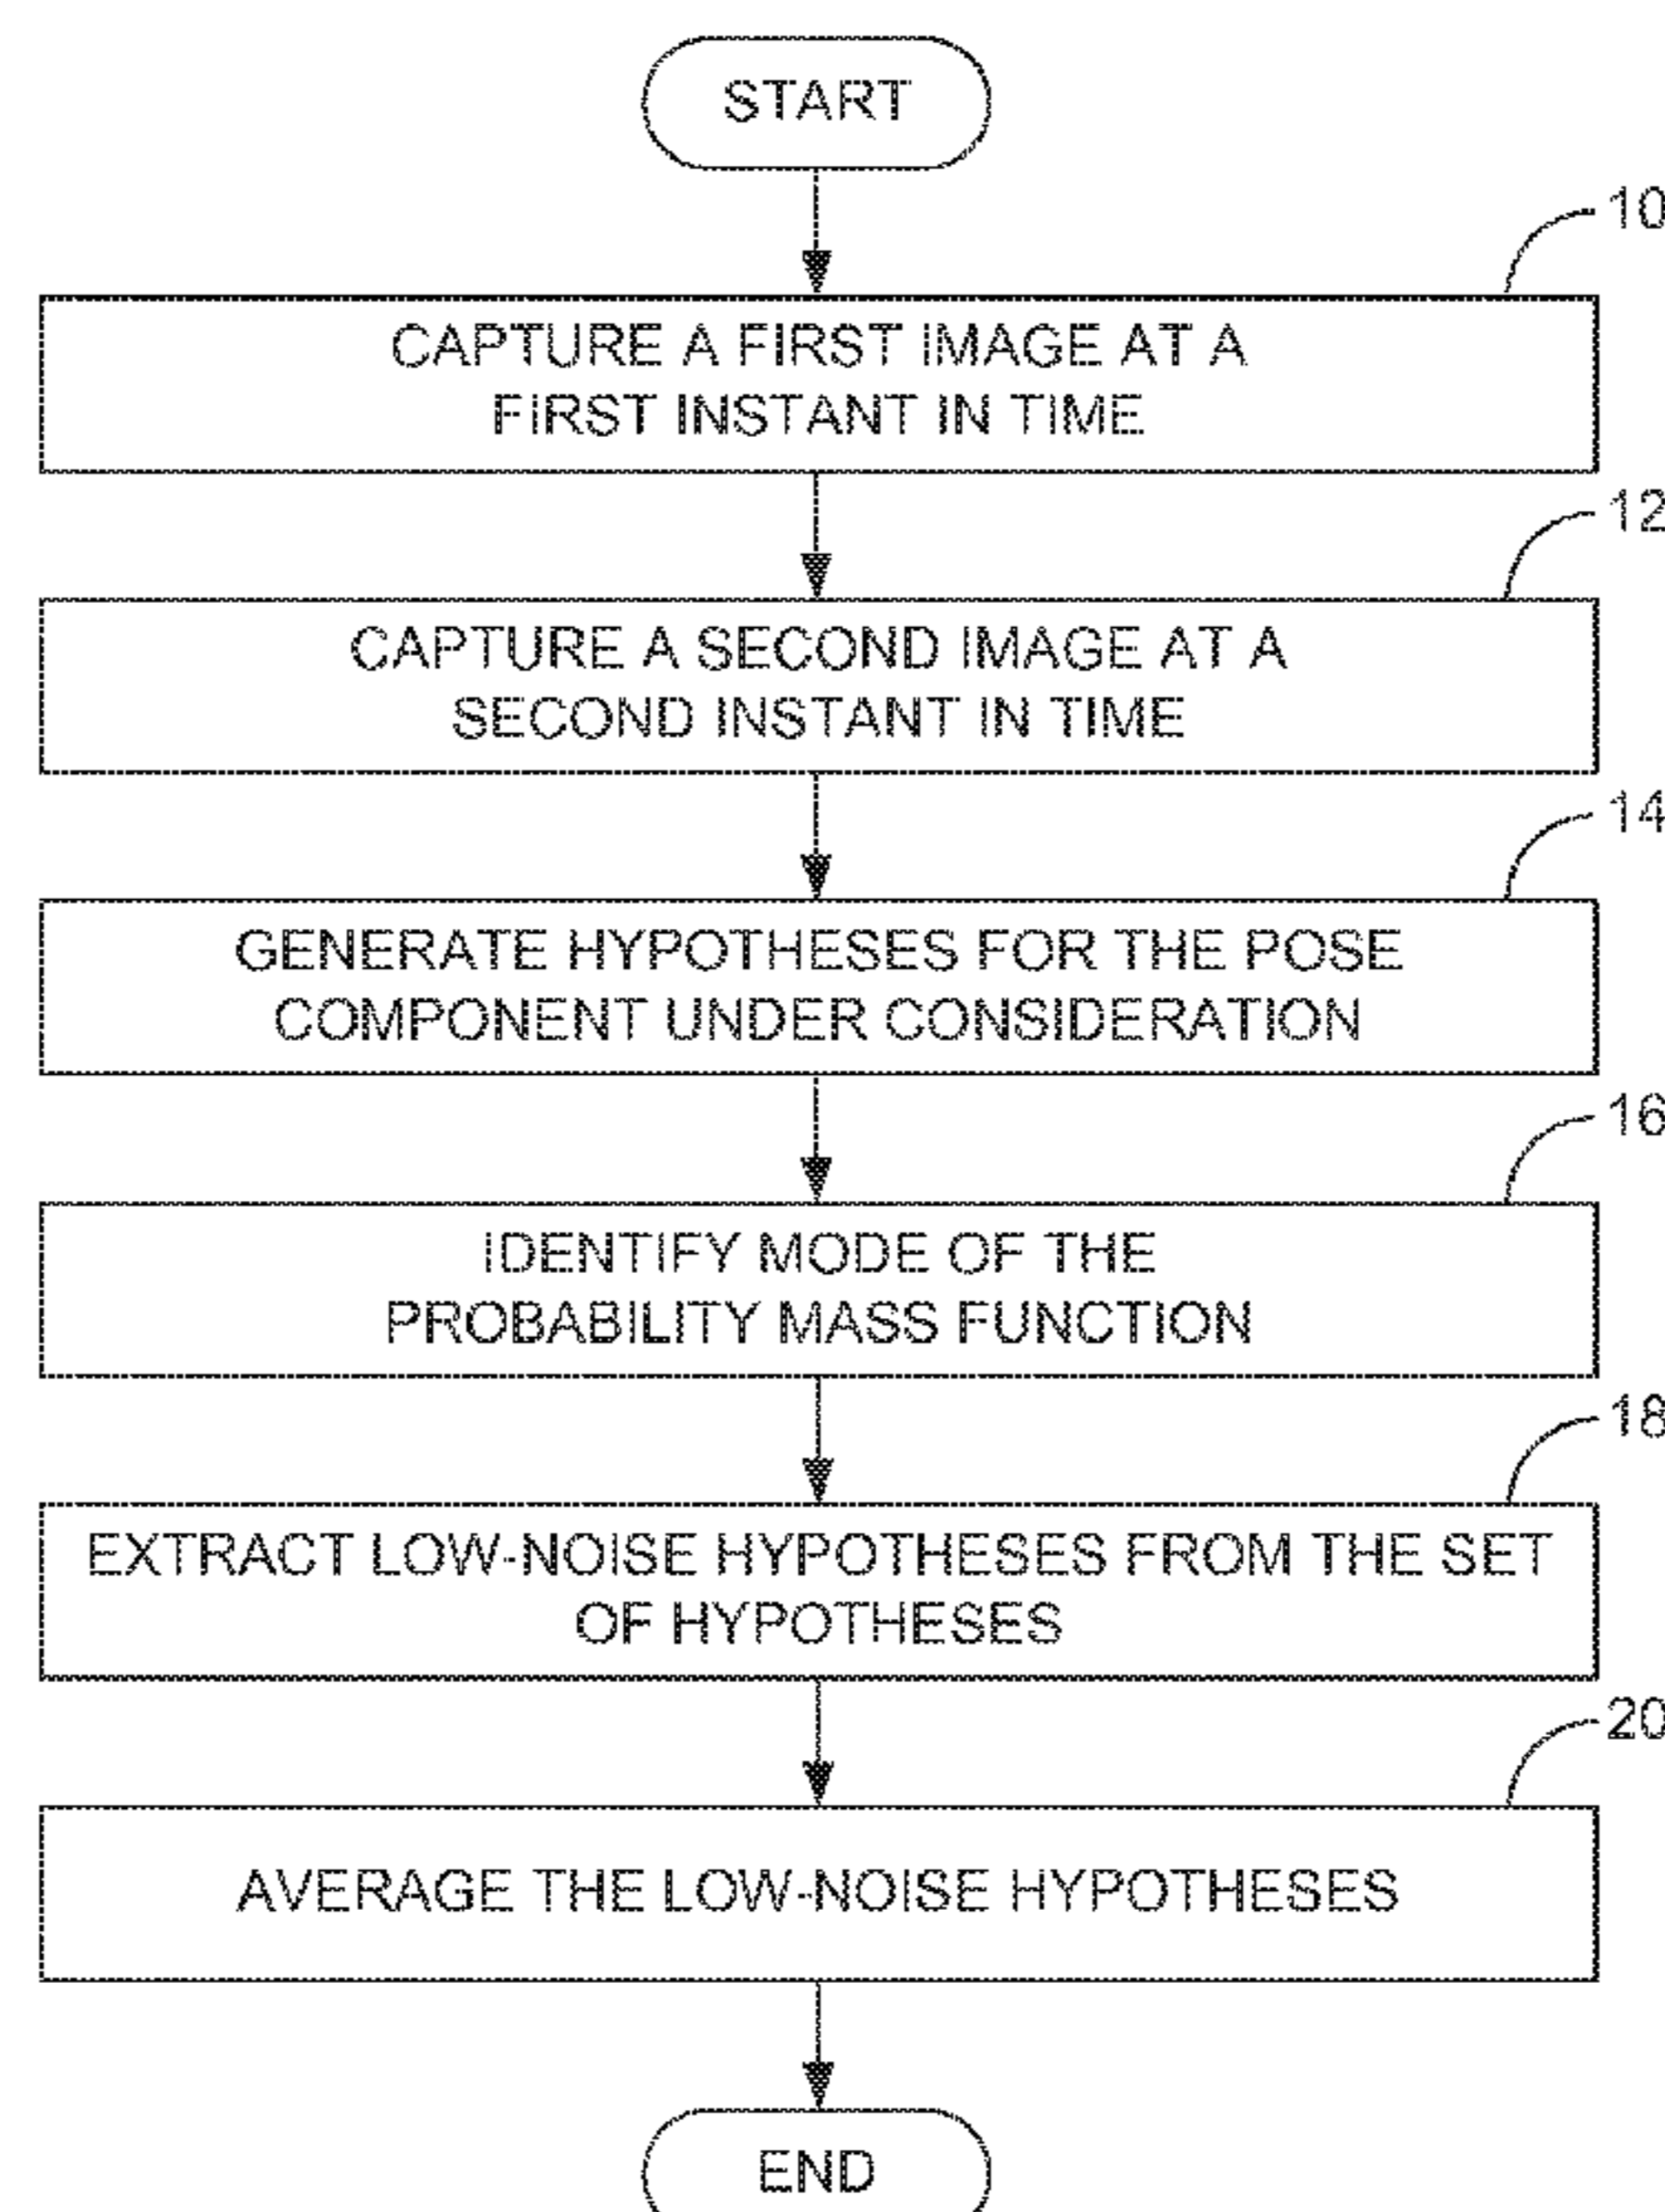 START
10
CAPTURE A FIRST IMAGE AT A
FIRST INSTANT IN TIME
12
CAPTURE A SECOND IMAGE AT A
SECOND INSTANT IN TIME
14
GENERATE HYPOTHESES FOR THE POSE
COMPONENT UNDER CONSIDERATION
16
IDENTIFY MODE OF THE
PROBABILITY MASS FUNCTION
18
EXTRACT LOW-NOISE HYPOTHESES FROM THE SET
OF HYPOTHESES
20
AVERAGE THE LOW-NOISE HYPOTHESES
END